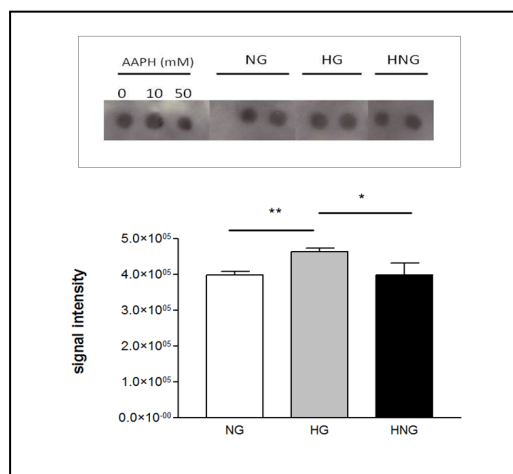 AAPH (mM) NG HG HNG
0 10 50
** *
5.0×10⁰⁵
4.0×10⁰⁵
3.0×10⁰⁵
2.0×10⁰⁵
1.0×10⁰⁵
0.0×10⁻⁰⁰
signal intensity
NG HG HNG